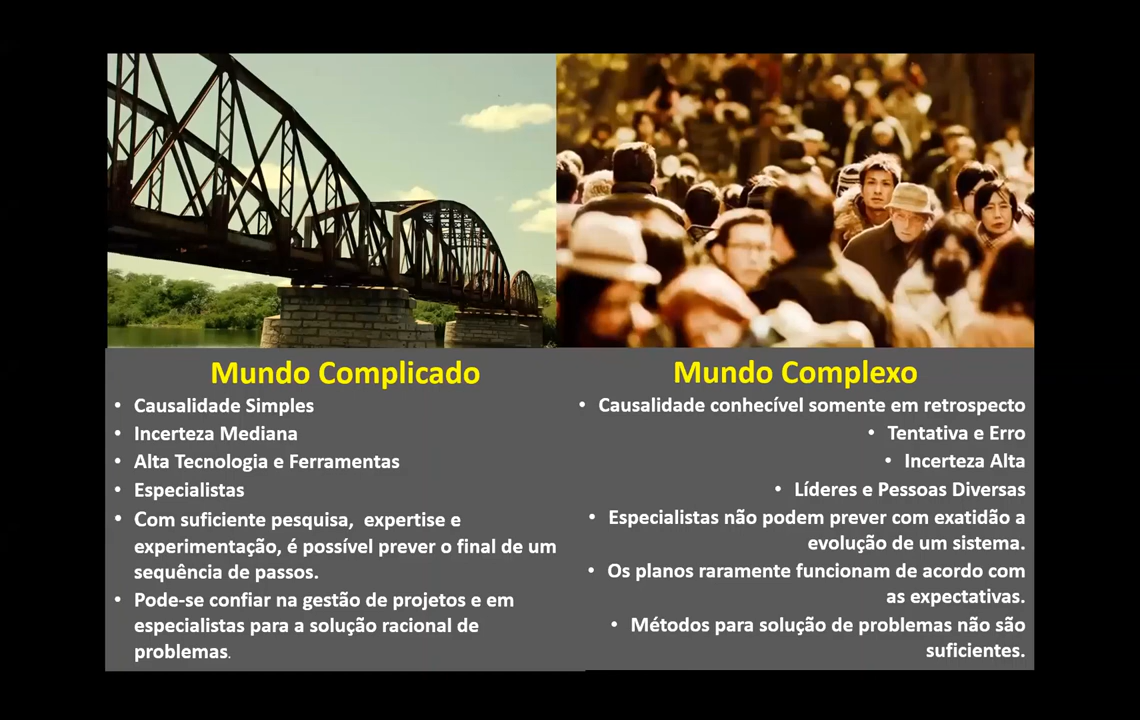 Mundo Complicado
• Causalidade Simples
• Incerteza Mediana
• Alta Tecnologia e Ferramentas
• Especialistas
• Com suficiente pesquisa, expertise e
experimentação, é possível prever o final de um
sequência de passos.
• Pode-se confiar na gestão de projetos e em
especialistas para a solução racional de
problemas.
Mundo Complexo
• Causalidade conhecível somente em retrospecto
• Tentativa e Erro
• Incerteza Alta
• Líderes e Pessoas Diversas
• Especialistas não podem prever com exatidão a
evolução de um sistema.
• Os planos raramente funcionam de acordo com
as expectativas.
• Métodos para solução de problemas não são
suficientes.